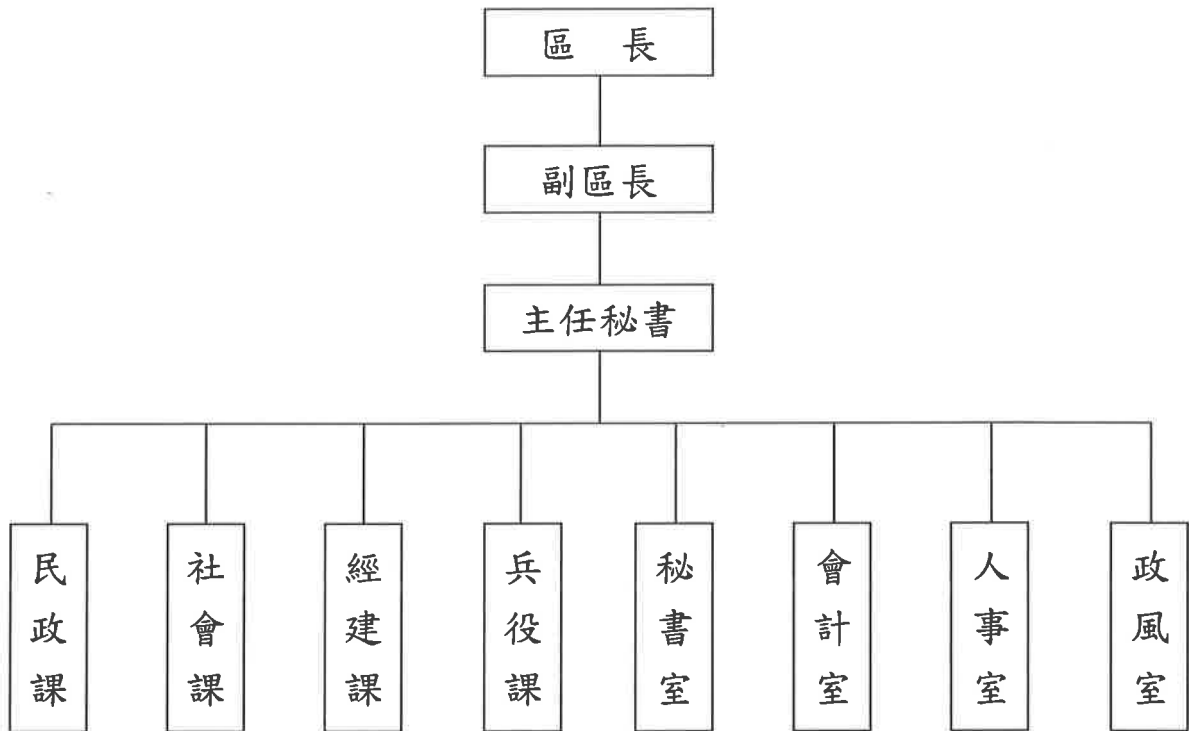 區 長
副區長
主任秘書
民政課
社會課
經建課
兵役課
秘書室
會計室
人事室
政風室